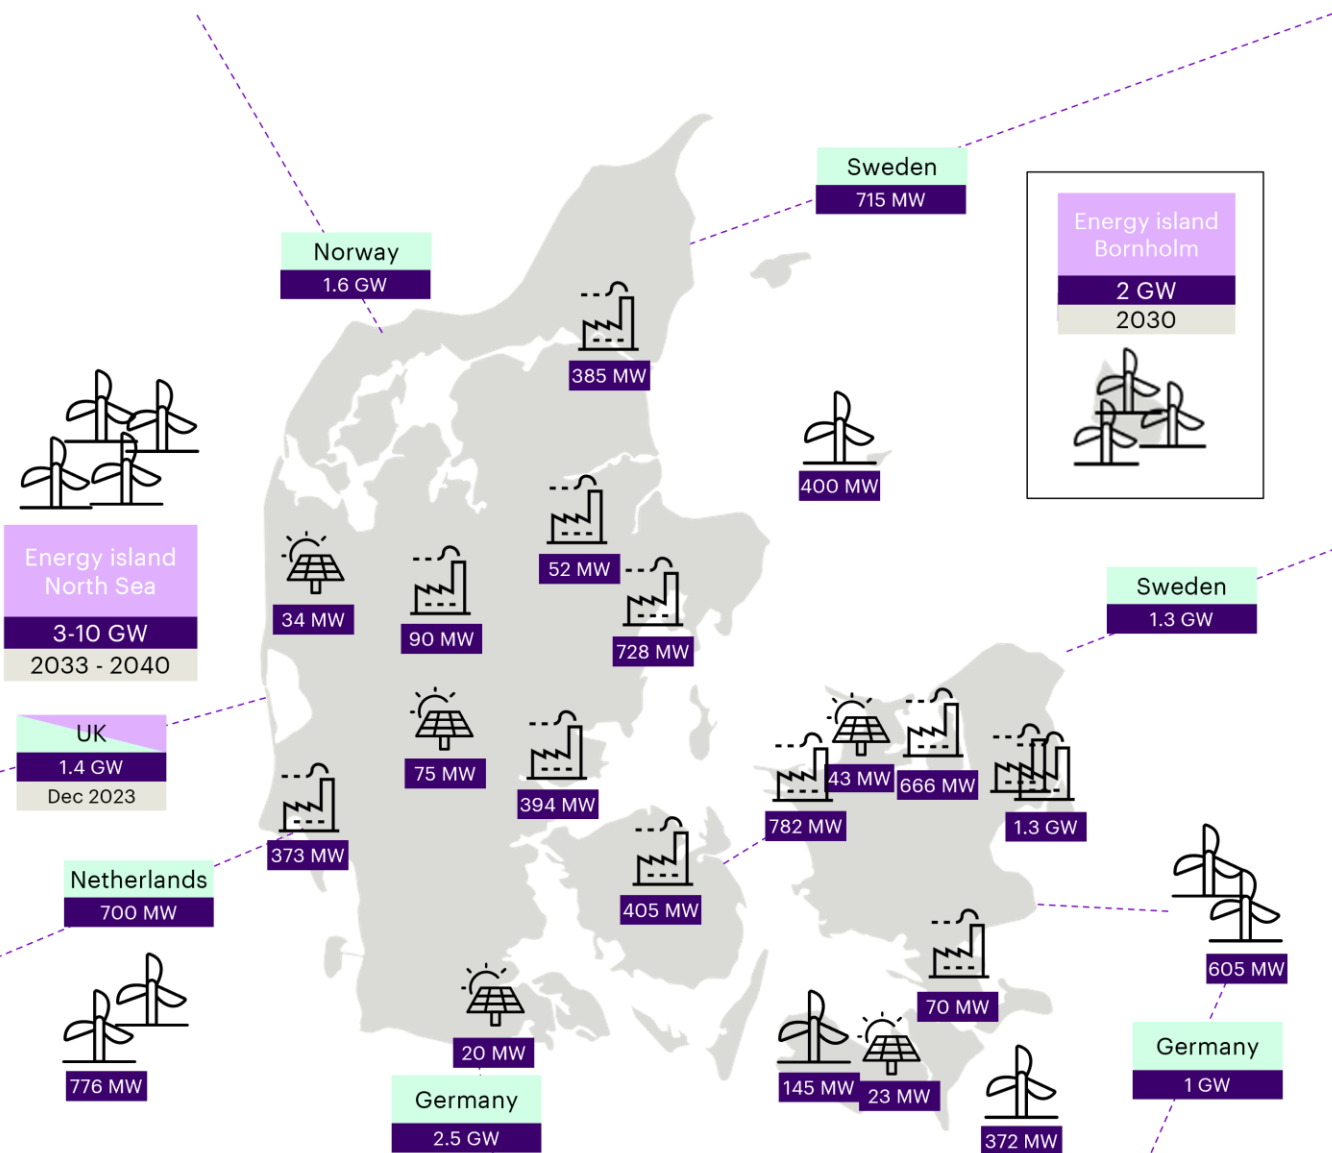 Sweden
715 MW
Energy island
Bornholm
2 GW
2030
Norway
1.6 GW
385 MW
400 MW
Energy island
North Sea
3-10 GW
2033 - 2040
52 MW
34 MW
90 MW
728 MW
Sweden
1.3 GW
UK
1.4 GW
Dec 2023
75 MW
394 MW
43 MW
666 MW
782 MW
1.3 GW
373 MW
Netherlands
700 MW
405 MW
605 MW
70 MW
776 MW
20 MW
Germany
2.5 GW
145 MW
23 MW
372 MW
Germany
1 GW